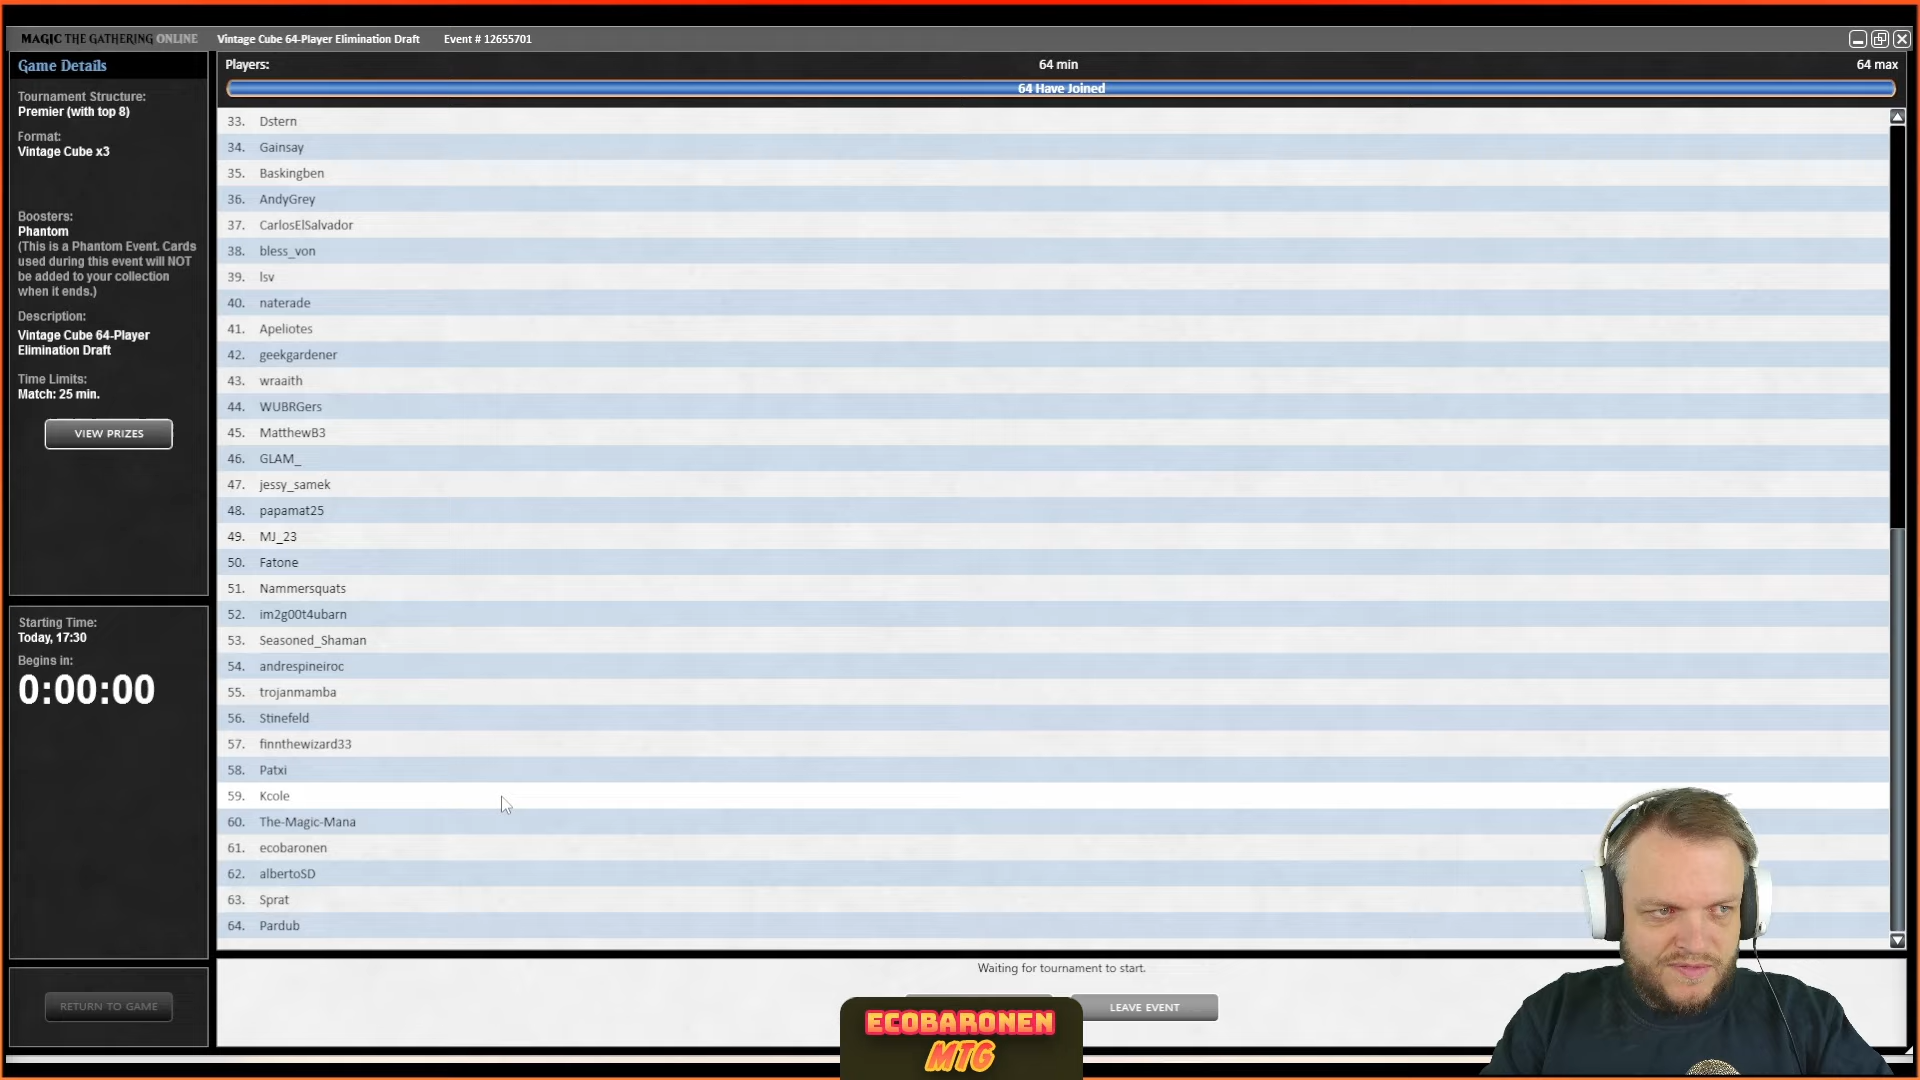 MAGIC THE GATHERING ONLINE
Vintage Cube 64-Player Elimination Draft
Event # 12655701
Game Details
Tournament Structure:
Premier (with top 8)
Format:
Vintage Cube x3
Boosters:
Phantom
(This is a Phantom Event. Cards
used during this event will NOT
be added to your collection
when it ends.)
Description:
Vintage Cube 64-Player
Elimination Draft
Time Limits:
Match: 25 min.
VIEW PRIZES
Starting Time:
Today, 17:30
Begins in:
0:00:00
RETURN TO GAME
Players:
64 min
64 max
64 Have Joined
33. Dstern
34. Gainsay
35. Baskingben
36. AndyGrey
37. CarlosElSalvador
38. bless_von
39. lsv
40. naterade
41. Apeliotes
42. geekgardener
43. wraaith
44. WUBRGers
45. MatthewB3
46. GLAM_
47. jessy_samek
48. papamat25
49. MJ_23
50. Fatone
51. Nammersquats
52. im2g00t4ubarn
53. Seasoned_Shaman
54. andrespineiroc
55. trojanmamba
56. Stinefeld
57. finnthewizard33
58. Patxi
59. Kcole
60. The-Magic-Mana
61. ecobaronen
62. albertoSD
63. Sprat
64. Pardub
Waiting for tournament to start.
LEAVE EVENT
ECOBARONEN
MTG